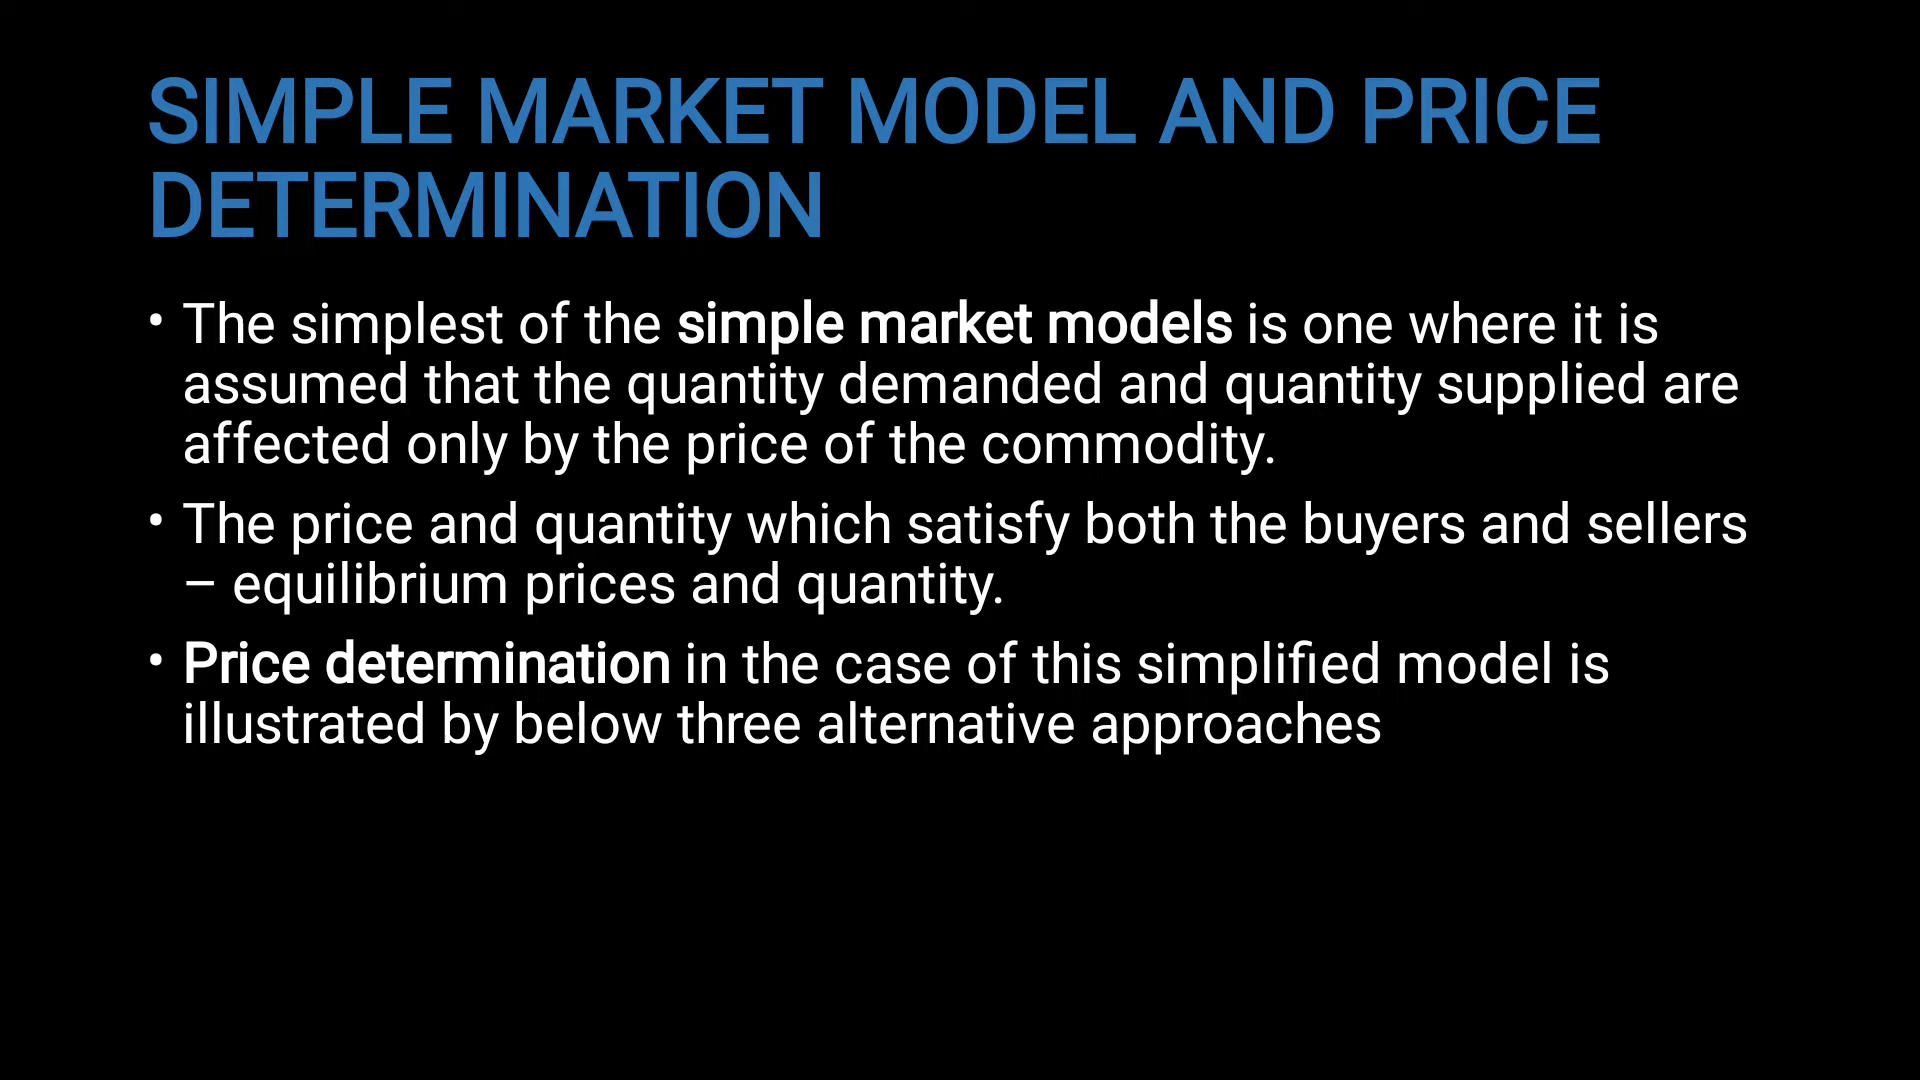 SIMPLE MARKET MODEL AND PRICE
DETERMINATION
• The simplest of the simple market models is one where it is
assumed that the quantity demanded and quantity supplied are
affected only by the price of the commodity.
• The price and quantity which satisfy both the buyers and sellers
– equilibrium prices and quantity.
• Price determination in the case of this simplified model is
illustrated by below three alternative approaches